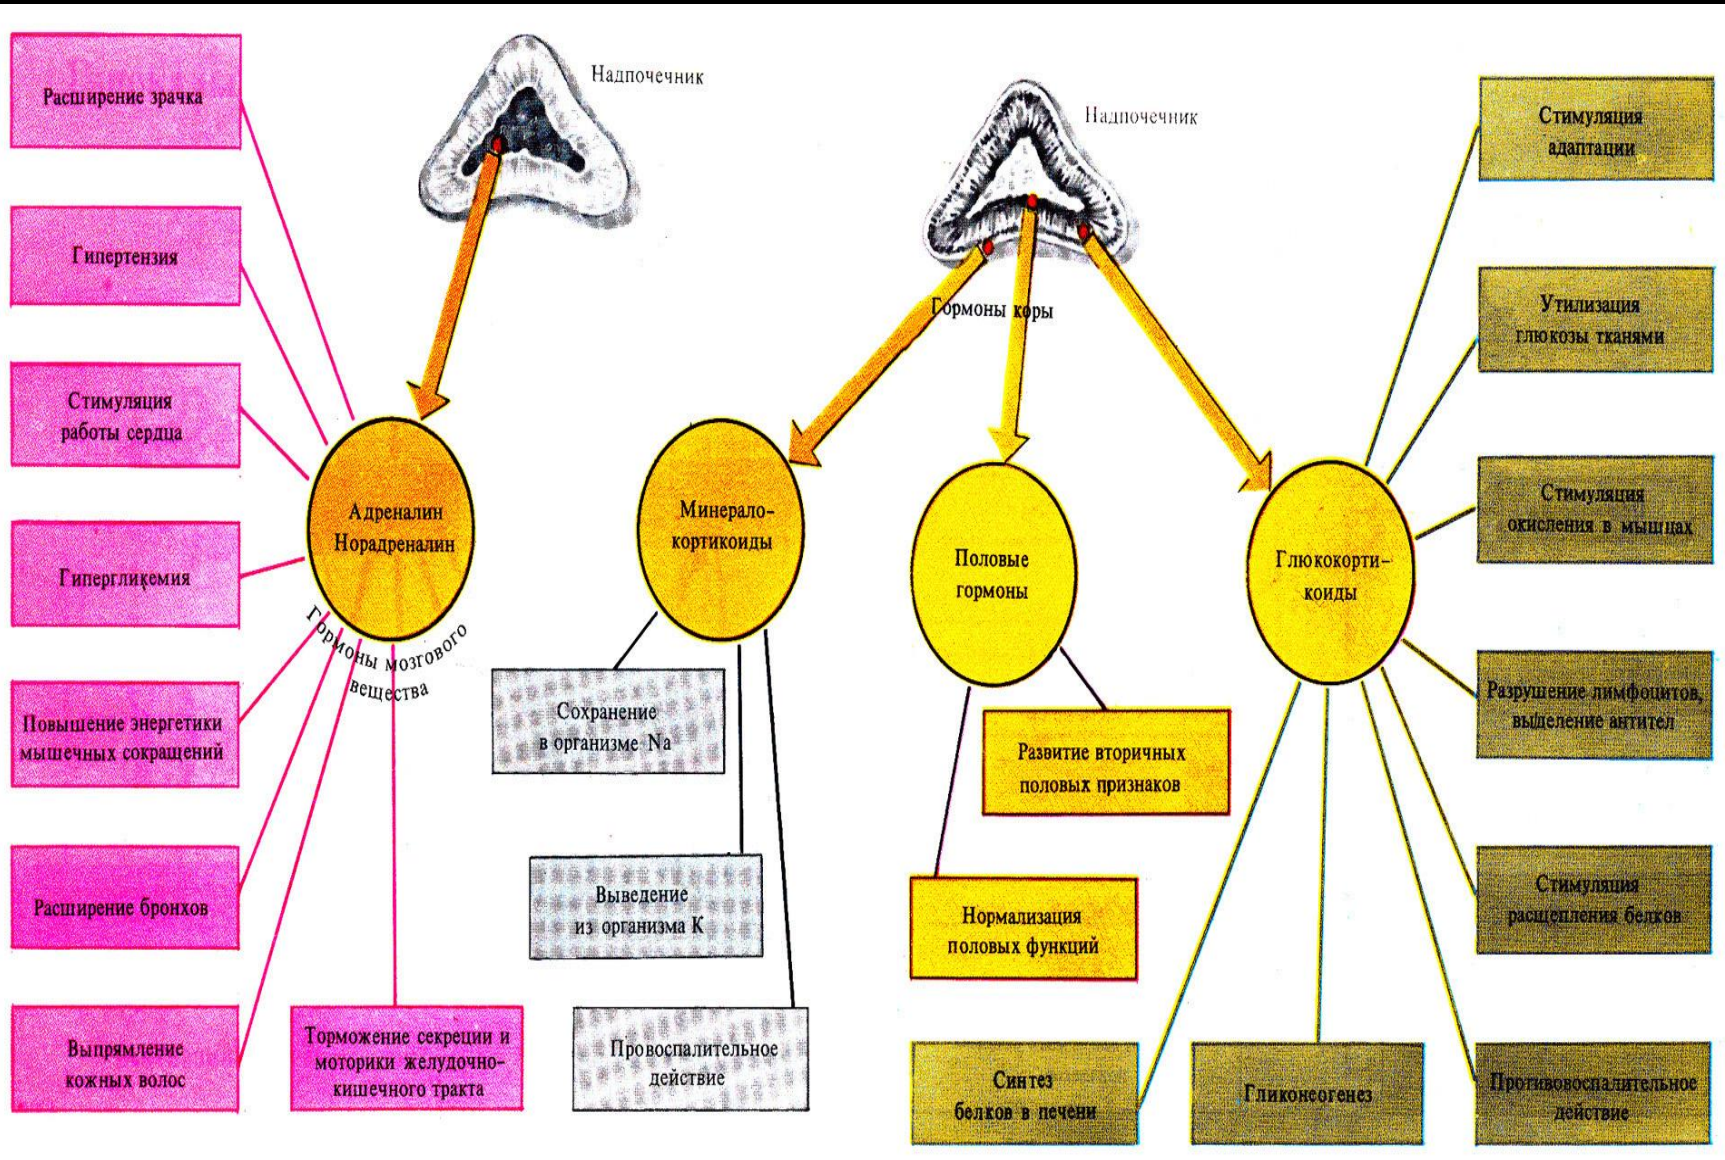 Надпочечник
Надпочечник
Расширение зрачка
Гипертензия
Стимуляция
работы сердца
Гипергликемия
Повышение энергетики
мышечных сокращений
Расширение бронхов
Выпрямление
кожных волос
Торможение секреции и
моторики желудочно-
кишечного тракта
Адреналин
Норадреналин
Гормоны мозгового
вещества
Гормоны коры
Минерало-
кортикоиды
Сохранение
в организме Na
Выведение
из организма К
Провоспалительное
действие
Половые
гормоны
Развитие вторичных
половых признаков
Нормализация
половых функций
Глюкокорти-
коиды
Стимуляция
адаптации
Утилизация
глюкозы тканями
Стимуляция
окисления в мышцах
Разрушение лимфоцитов,
выделение антител
Стимуляция
расщепления белков
Противовоспалительное
действие
Гликонеогенез
Синтез
белков в печени